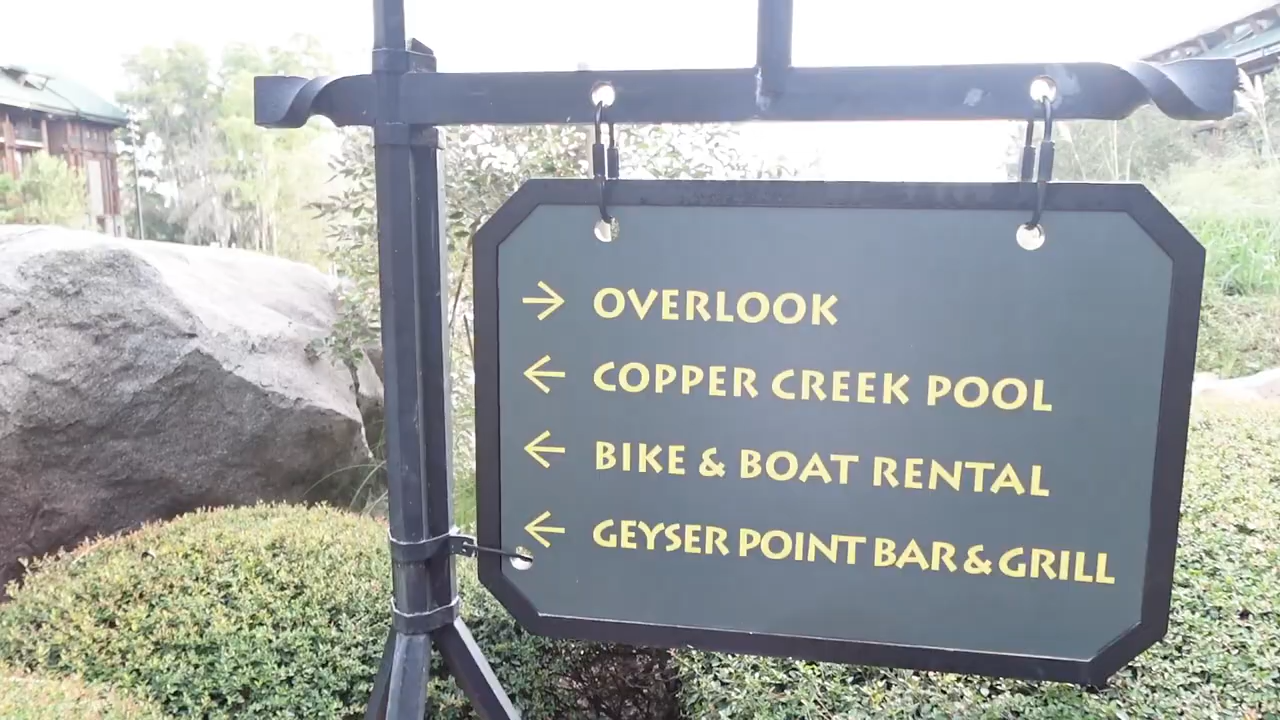 → OVERLOOK
← COPPER CREEK POOL
← BIKE & BOAT RENTAL
← GEYSER POINT BAR & GRILL